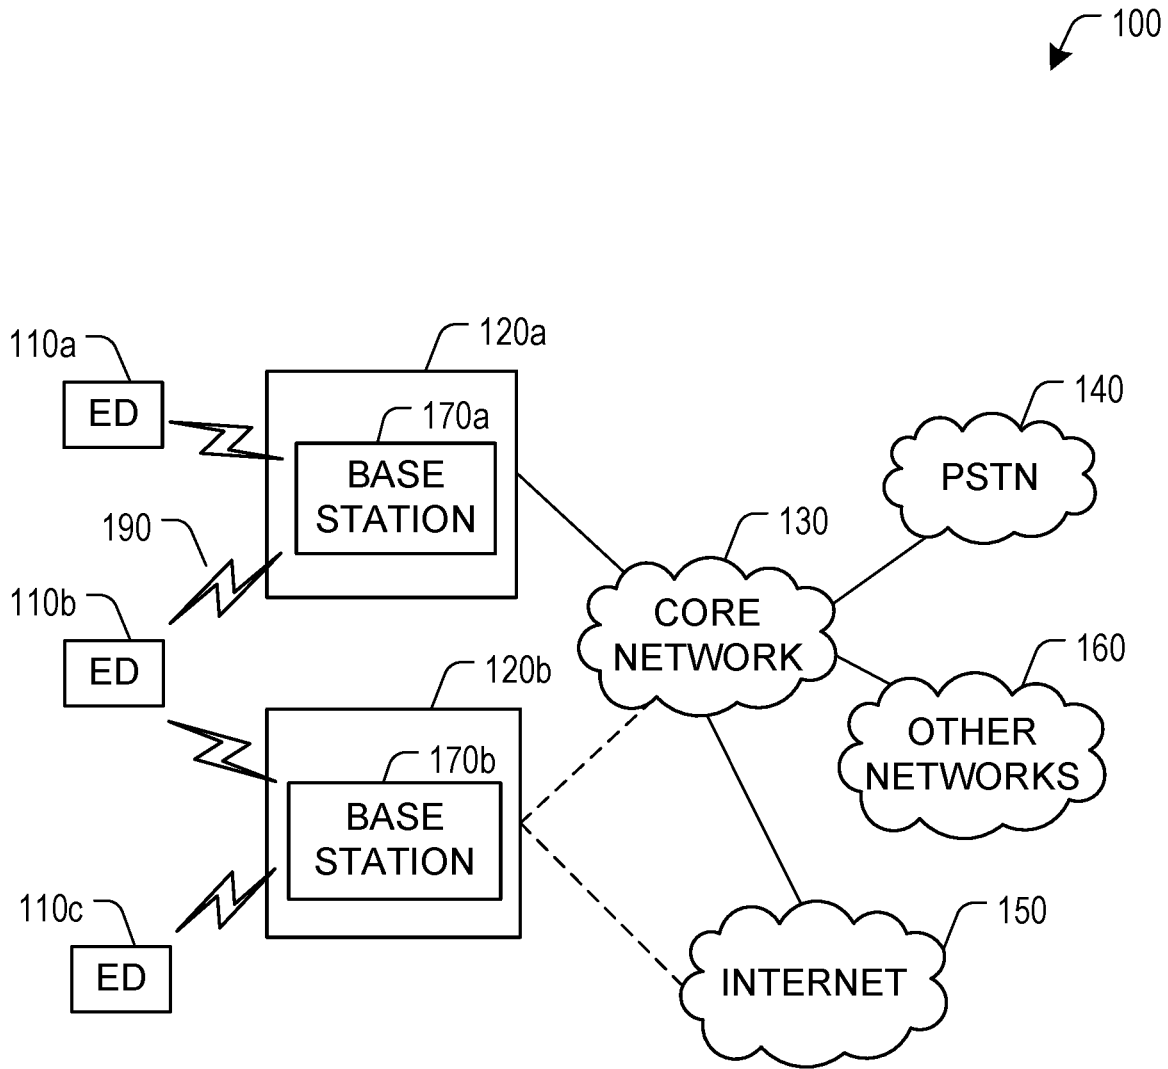 100
110a
ED
120a
170a
BASE
STATION
140
PSTN
190
130
CORE
NETWORK
110b
ED
120b
160
OTHER
NETWORKS
170b
BASE
STATION
110c
ED
150
INTERNET